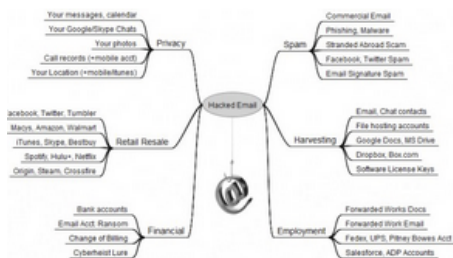 Your messages, calendar
Your Google/Skype Chats
Your photos
Call records (+mobile acct)
Your Location (+mobile/itunes)
Privacy
Facebook, Twitter, Tumbler
Macys, Amazon, Walmart
iTunes, Skype, Bestbuy
Spotify, Hulu+, Netflix
Origin, Steam, Crossfire
Retail Resale
Bank accounts
Email Acct. Ransom
Change of Billing
Cyberheist Lure
Financial
Hacked Email
@
Spam
Commercial Email
Phishing, Malware
Stranded Abroad Scam
Facebook, Twitter Spam
Email Signature Spam
Harvesting
Email, Chat contacts
File hosting accounts
Google Docs, MS Drive
Dropbox, Box.com
Software License Keys
Employment
Forwarded Works Docs
Forwarded Work Email
Fedex, UPS, Pitney Bowes Acct
Salesforce, ADP Accounts